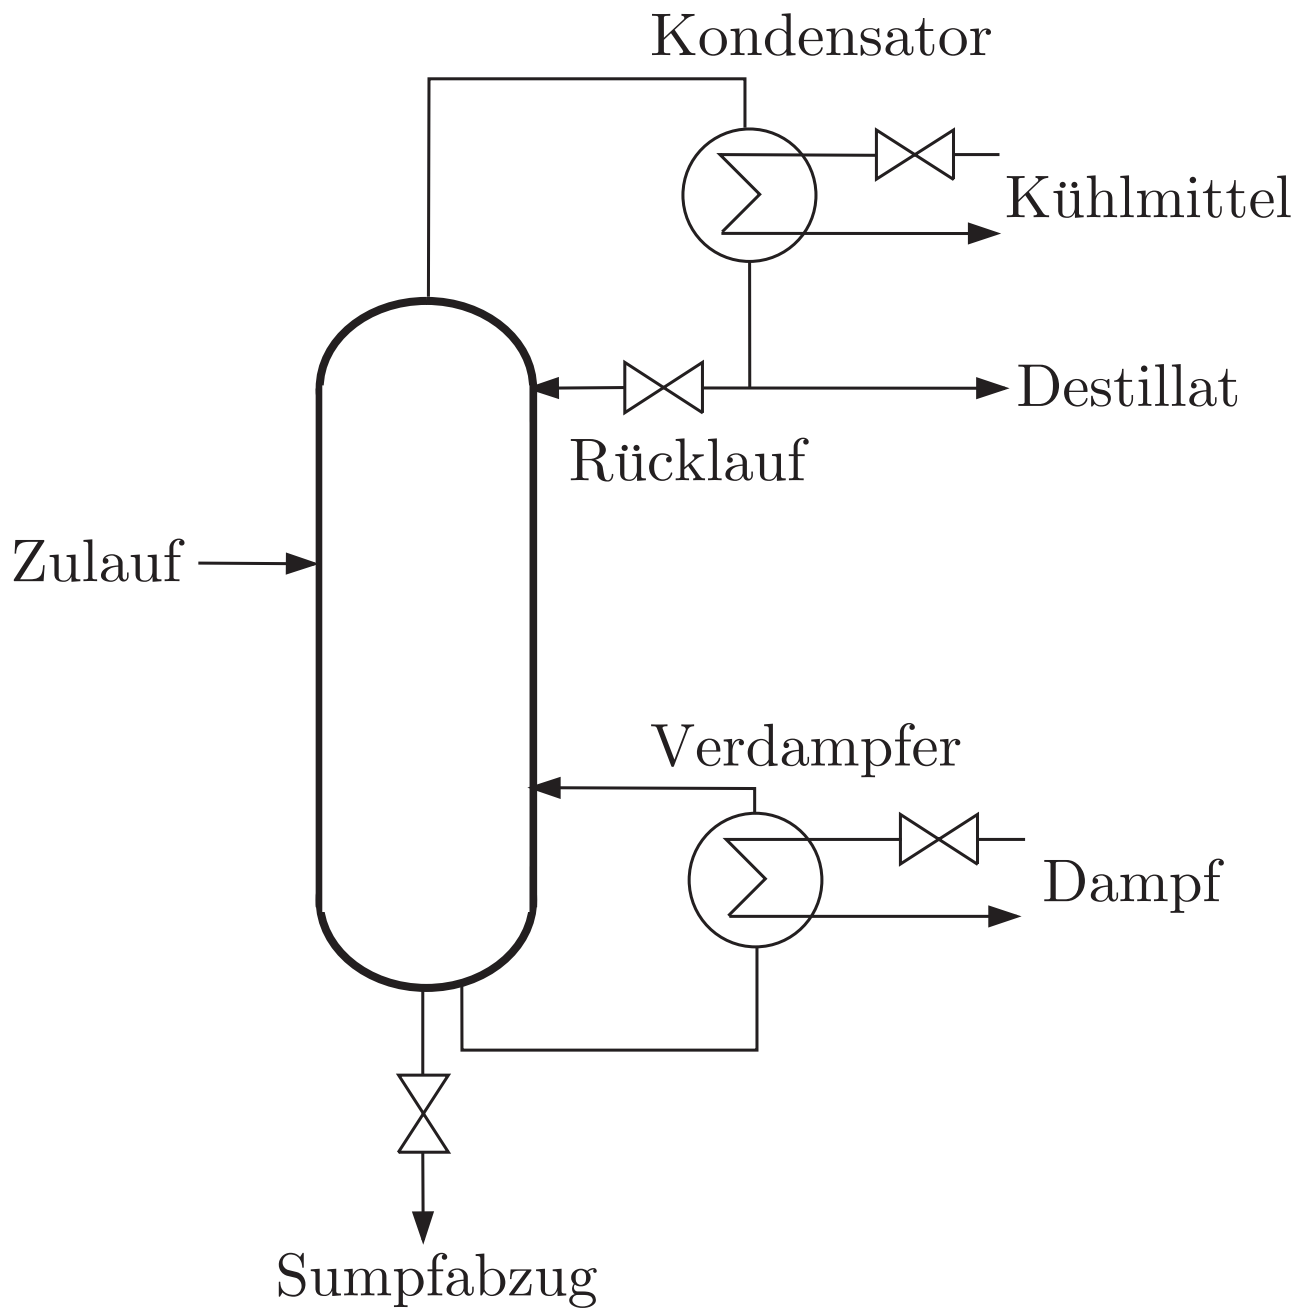 Kondensator
Kühlmittel
Destillat
Rücklauf
Zulauf
Verdampfer
Dampf
Sumpfabzug